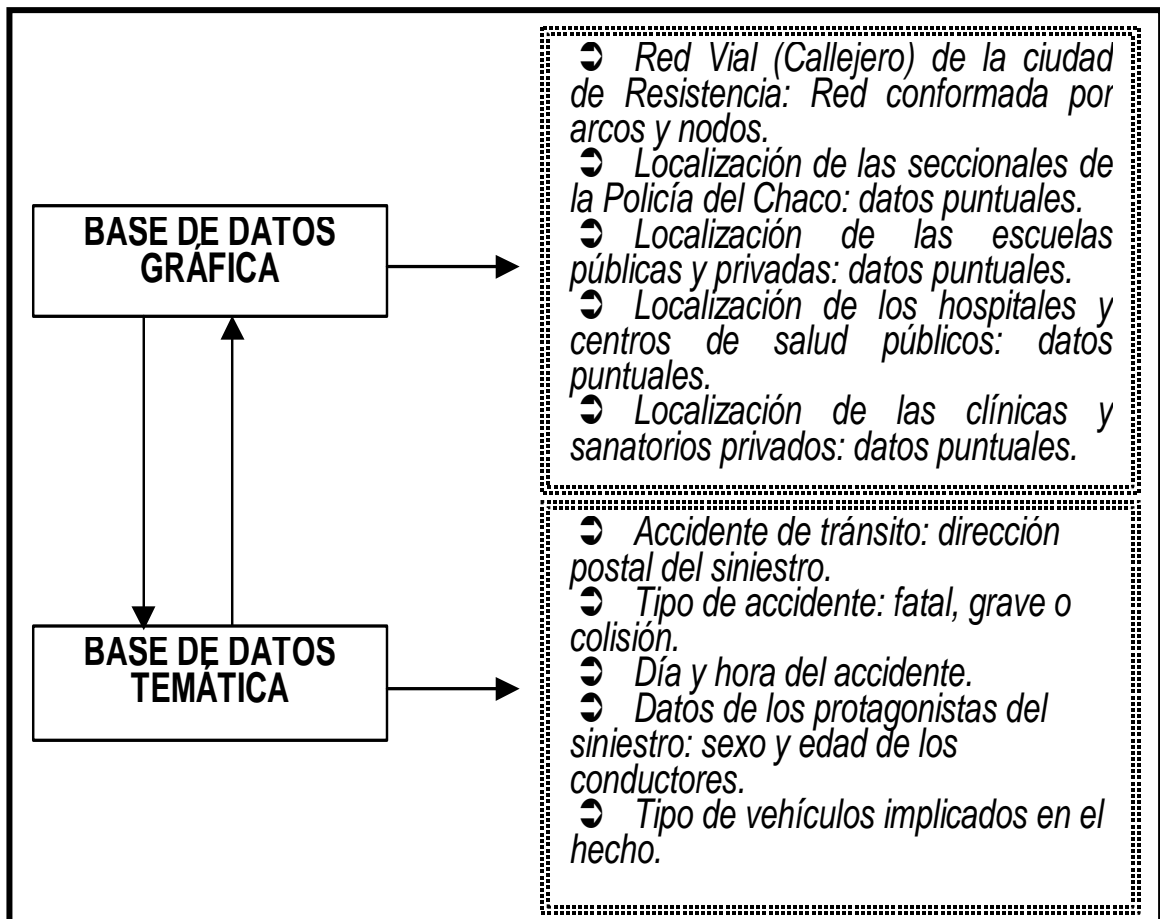 ➲ Red Vial (Callejero) de la ciudad
de Resistencia: Red conformada por
arcos y nodos.
➲ Localización de las seccionales de
la Policía del Chaco: datos puntuales.
➲ Localización de las escuelas
públicas y privadas: datos puntuales.
➲ Localización de los hospitales y
centros de salud públicos: datos
puntuales.
➲ Localización de las clínicas y
sanatorios privados: datos puntuales.
BASE DE DATOS
GRÁFICA
➲ Accidente de tránsito: dirección
postal del siniestro.
➲ Tipo de accidente: fatal, grave o
colisión.
➲ Día y hora del accidente.
➲ Datos de los protagonistas del
siniestro: sexo y edad de los
conductores.
➲ Tipo de vehículos implicados en el
hecho.
BASE DE DATOS
TEMÁTICA